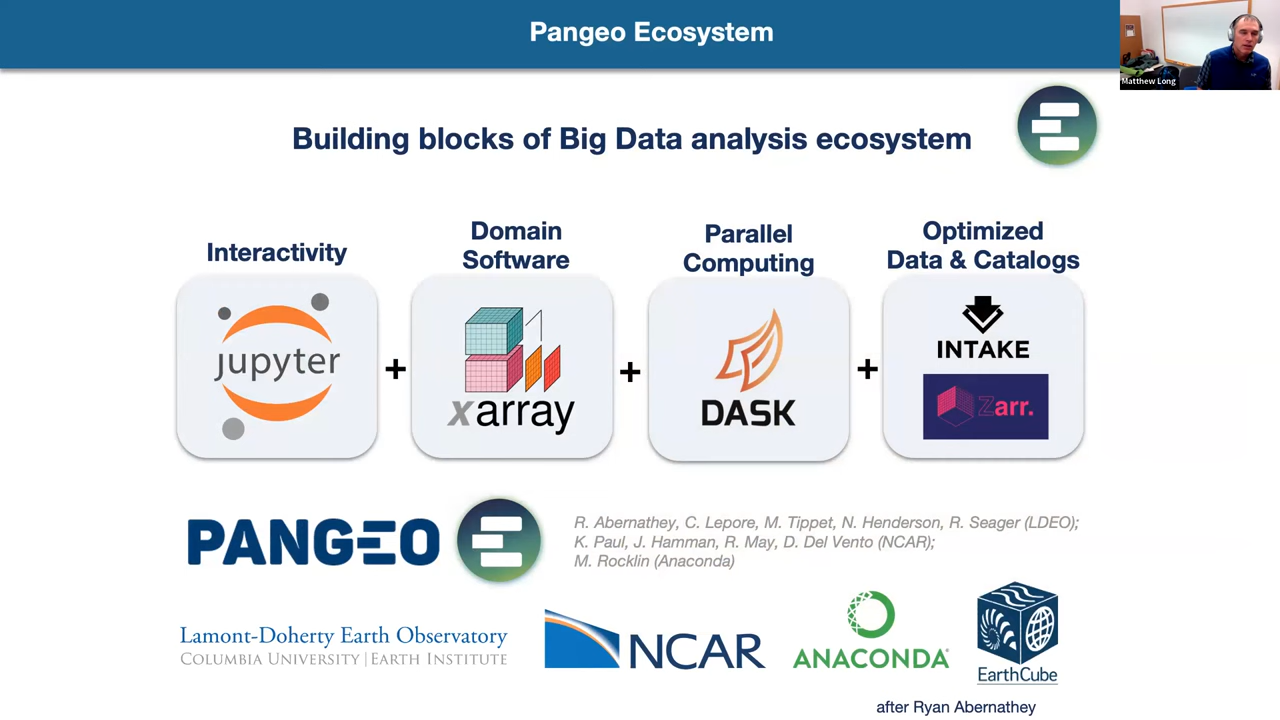 Pangeo Ecosystem
Matthew Long
Building blocks of Big Data analysis ecosystem
Interactivity
Domain
Software
Parallel
Computing
Optimized
Data & Catalogs
jupyter
+
xarray
+
DASK
+
INTAKE
Zarr.
PANGEO
R. Abernathey, C. Lepore, M. Tippet, N. Henderson, R. Seager (LDEO);
K. Paul, J. Hamman, R. May, D. Del Vento (NCAR);
M. Rocklin (Anaconda)
Lamont-Doherty Earth Observatory
COLUMBIA UNIVERSITY | EARTH INSTITUTE
NCAR
ANACONDA®
EarthCube
after Ryan Abernathey